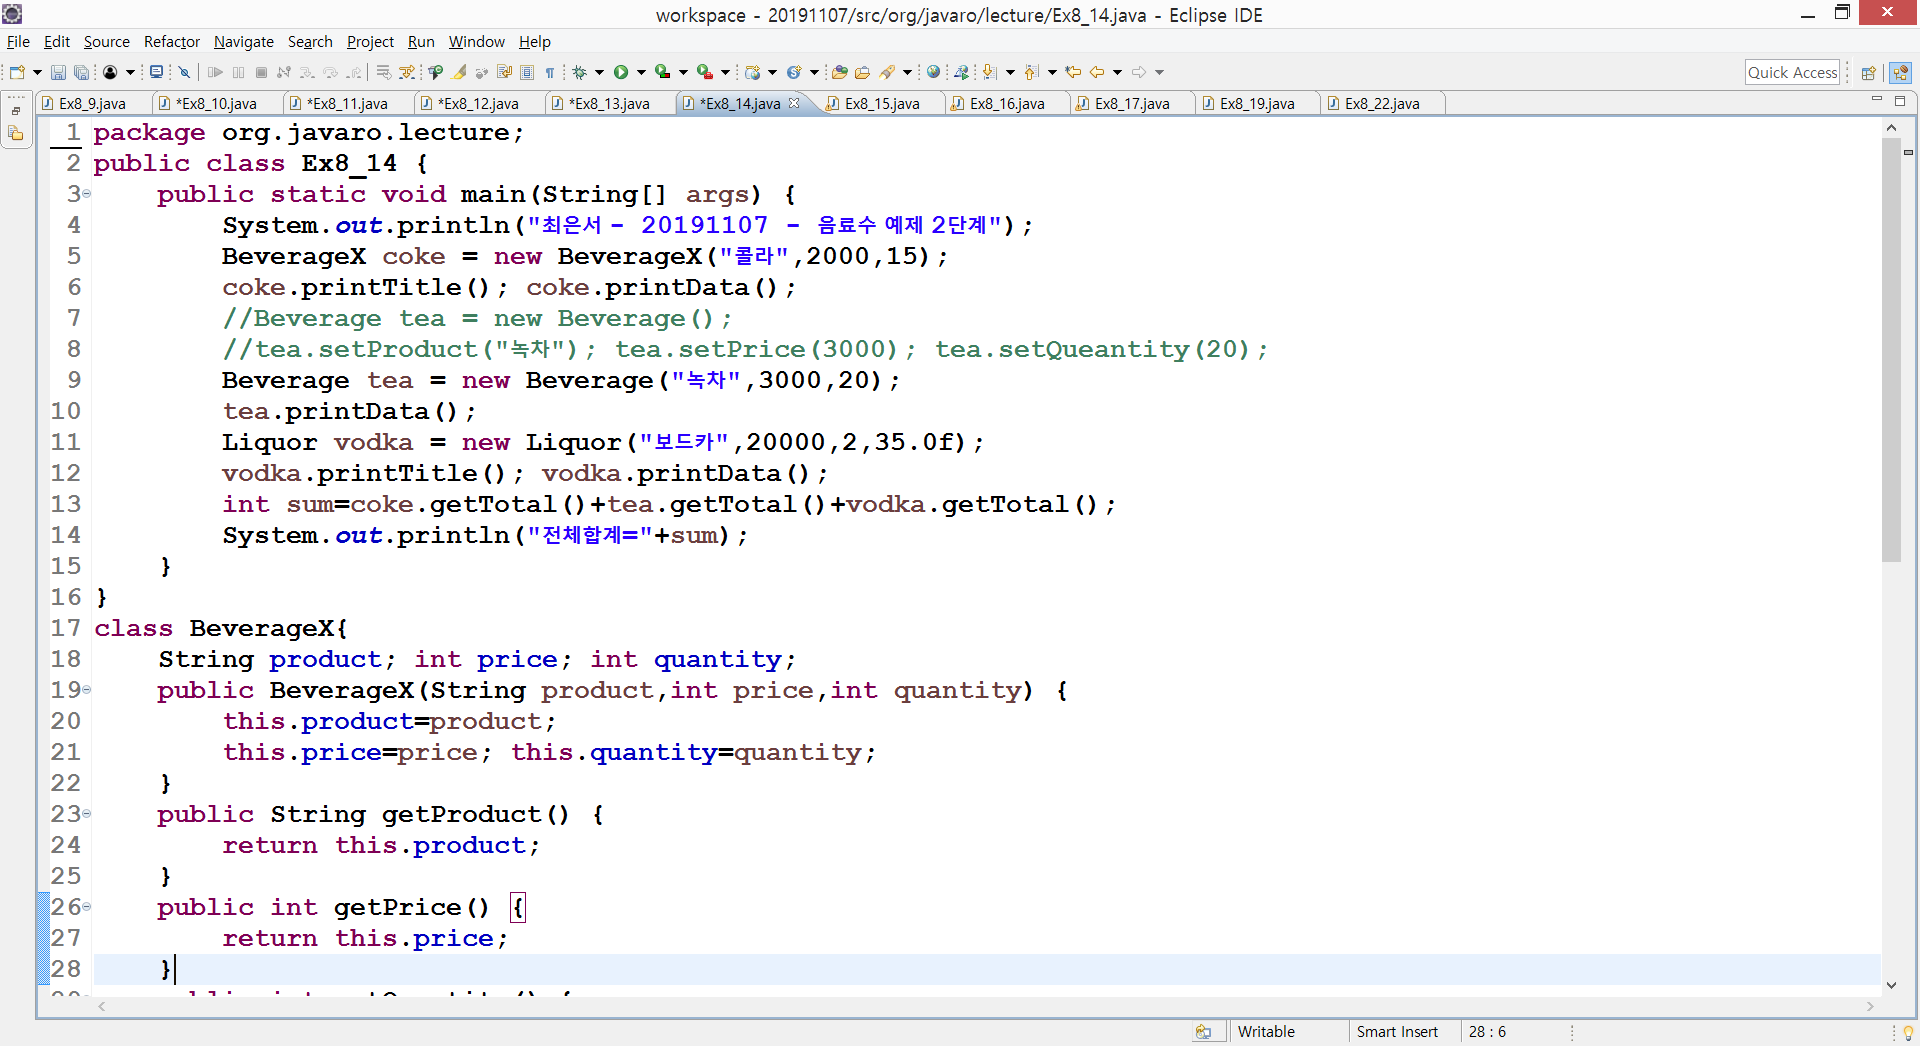 workspace - 20191107/src/org/javaro/lecture/Ex8_14.java - Eclipse IDE
File Edit Source Refactor Navigate Search Project Run Window Help
Quick Access
Ex8_9.java *Ex8_10.java *Ex8_11.java *Ex8_12.java *Ex8_13.java *Ex8_14.java Ex8_15.java Ex8_16.java Ex8_17.java Ex8_19.java Ex8_22.java
1 package org.javaro.lecture;
2 public class Ex8_14 {
3 public static void main(String[] args) {
4 System.out.println("최은서 - 20191107 - 음료수 예제 2단계");
5 BeverageX coke = new BeverageX("콜라",2000,15);
6 coke.printTitle(); coke.printData();
7 //Beverage tea = new Beverage();
8 //tea.setProduct("녹차"); tea.setPrice(3000); tea.setQueantity(20);
9 Beverage tea = new Beverage("녹차",3000,20);
10 tea.printData();
11 Liquor vodka = new Liquor("보드카",20000,2,35.0f);
12 vodka.printTitle(); vodka.printData();
13 int sum=coke.getTotal()+tea.getTotal()+vodka.getTotal();
14 System.out.println("전체합계="+sum);
15 }
16 }
17 class BeverageX{
18 String product; int price; int quantity;
19 public BeverageX(String product,int price,int quantity) {
20 this.product=product;
21 this.price=price; this.quantity=quantity;
22 }
23 public String getProduct() {
24 return this.product;
25 }
26 public int getPrice() {
27 return this.price;
28 }
Writable Smart Insert 28 : 6